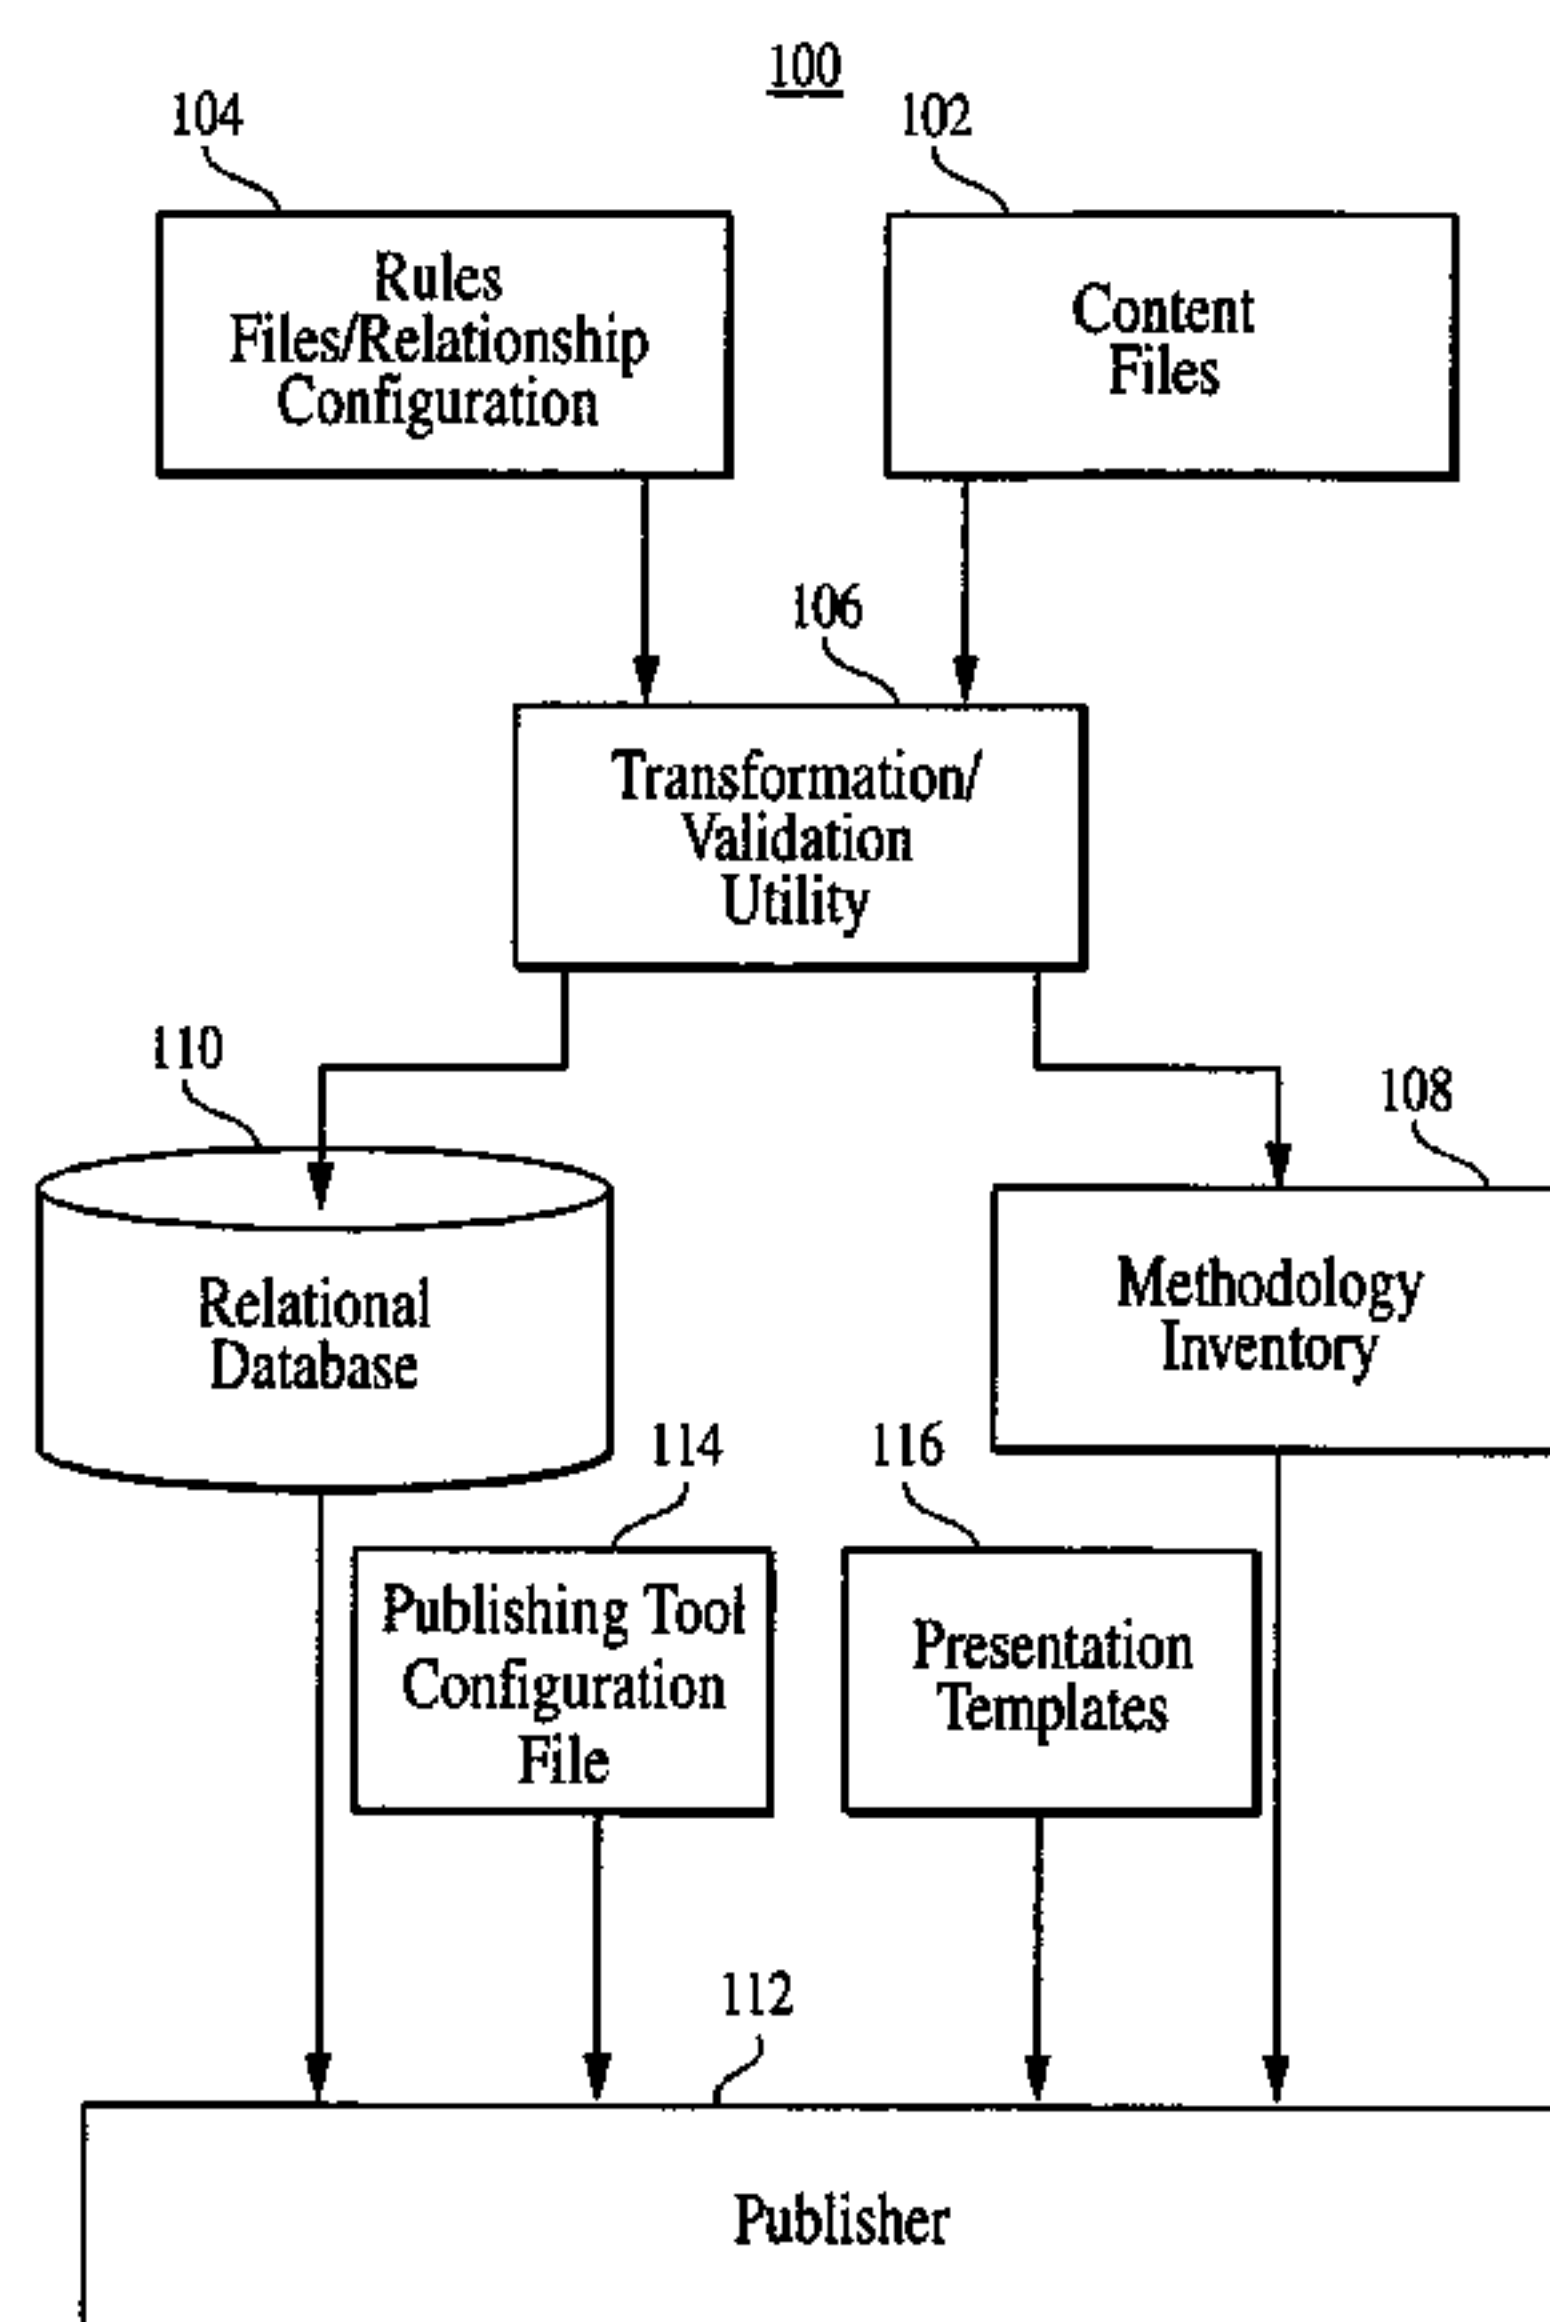 100
104
102
Rules
Files/Relationship
Configuration
Content
Files
106
Transformation/
Validation
Utility
110
108
Relational
Database
Methodology
Inventory
114
116
Publishing Tool
Configuration
File
Presentation
Templates
112
Publisher